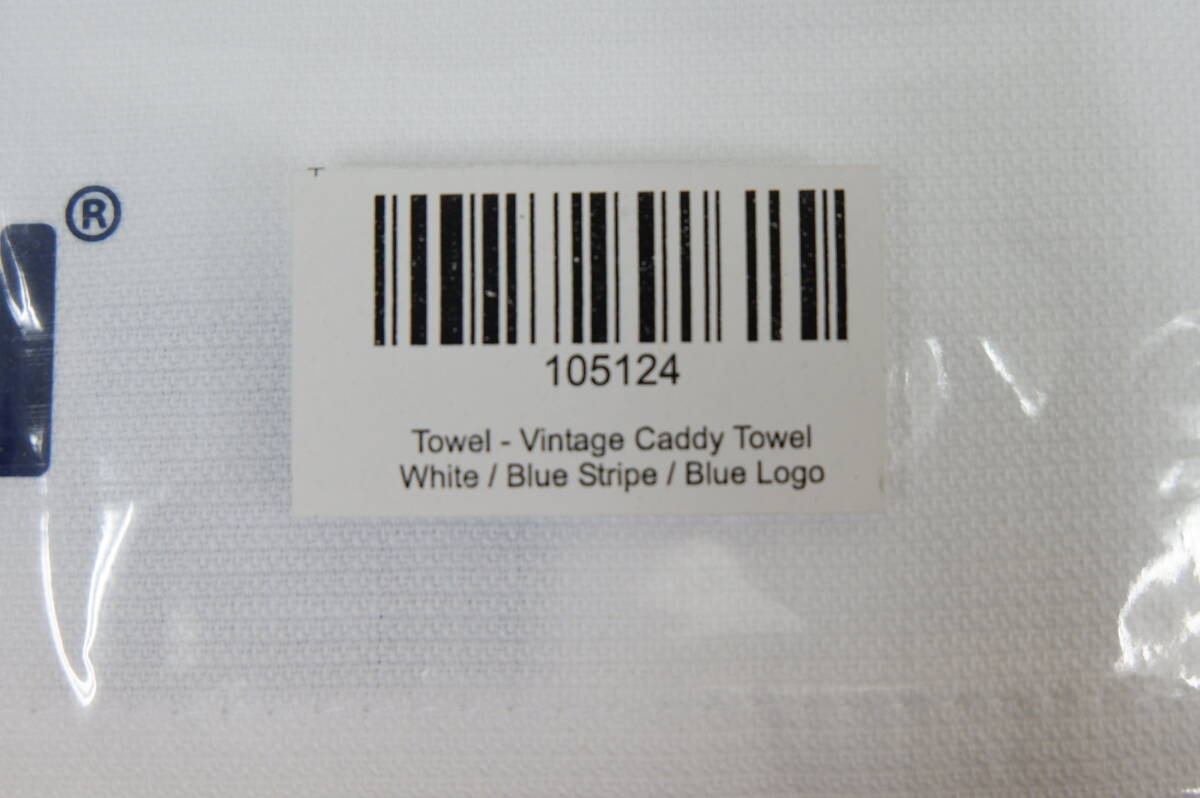 ®
105124
Towel - Vintage Caddy Towel
White / Blue Stripe / Blue Logo